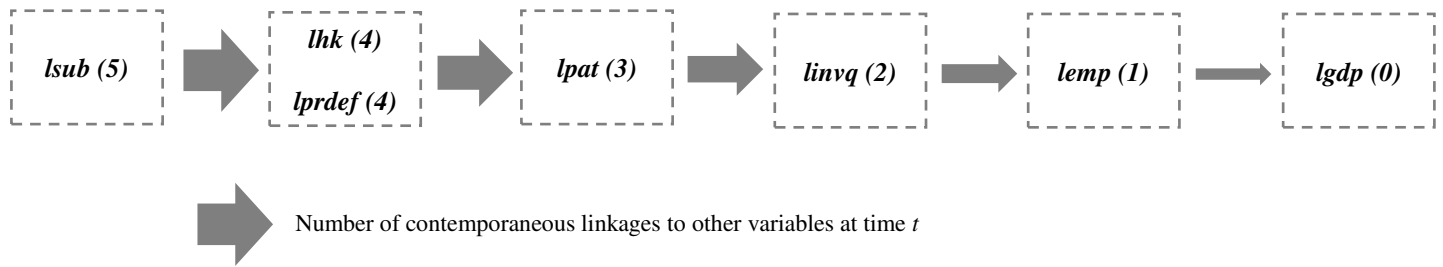 lsub (5)
lhk (4)
lprdef (4)
lpat (3)
linvq (2)
lemp (1)
lgdp (0)
Number of contemporaneous linkages to other variables at time t